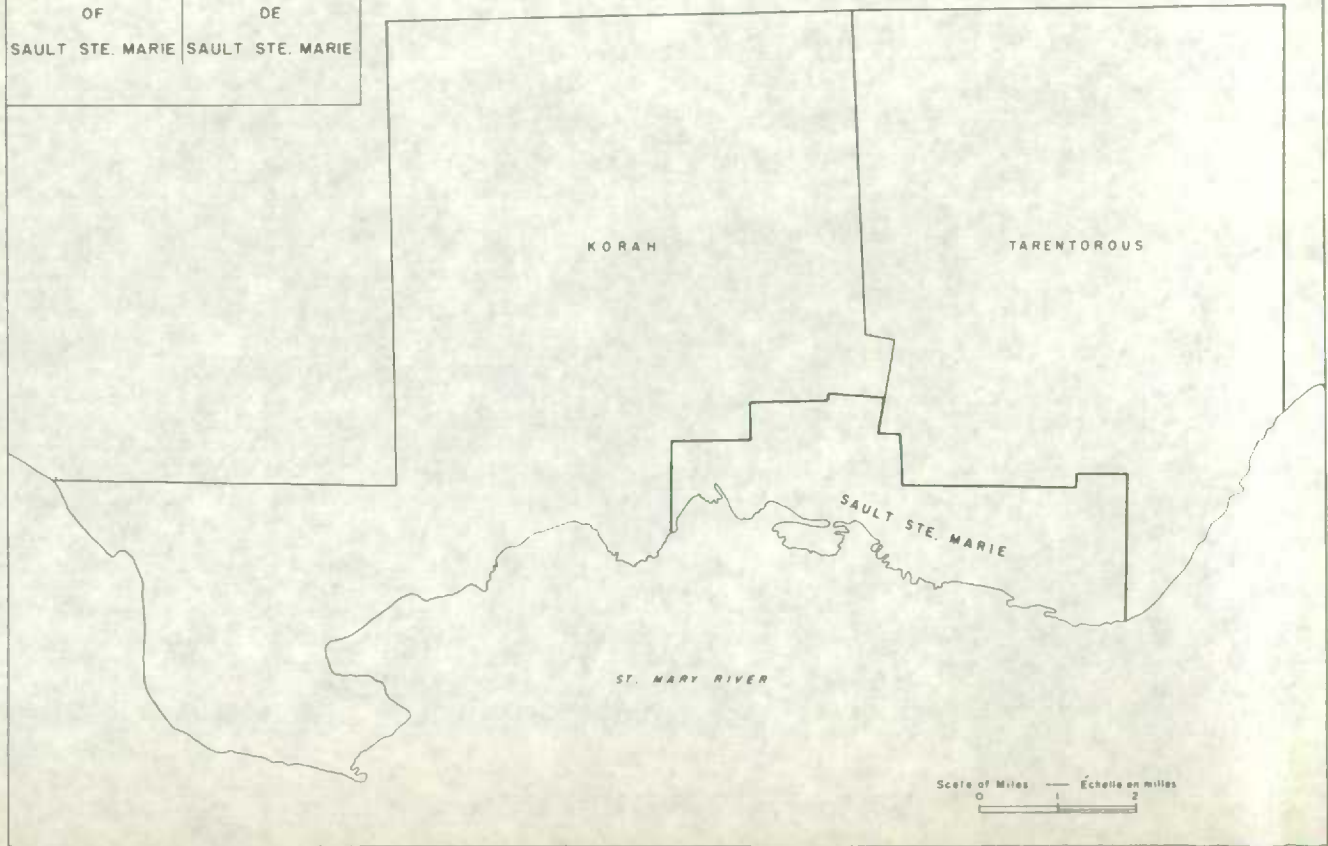 OF
SAULT STE. MARIE
DE
SAULT STE. MARIE
KORAH
TARENTOROUS
SAULT STE. MARIE
ST. MARY RIVER
Scale of Miles — Échelle en milles
0 1 2